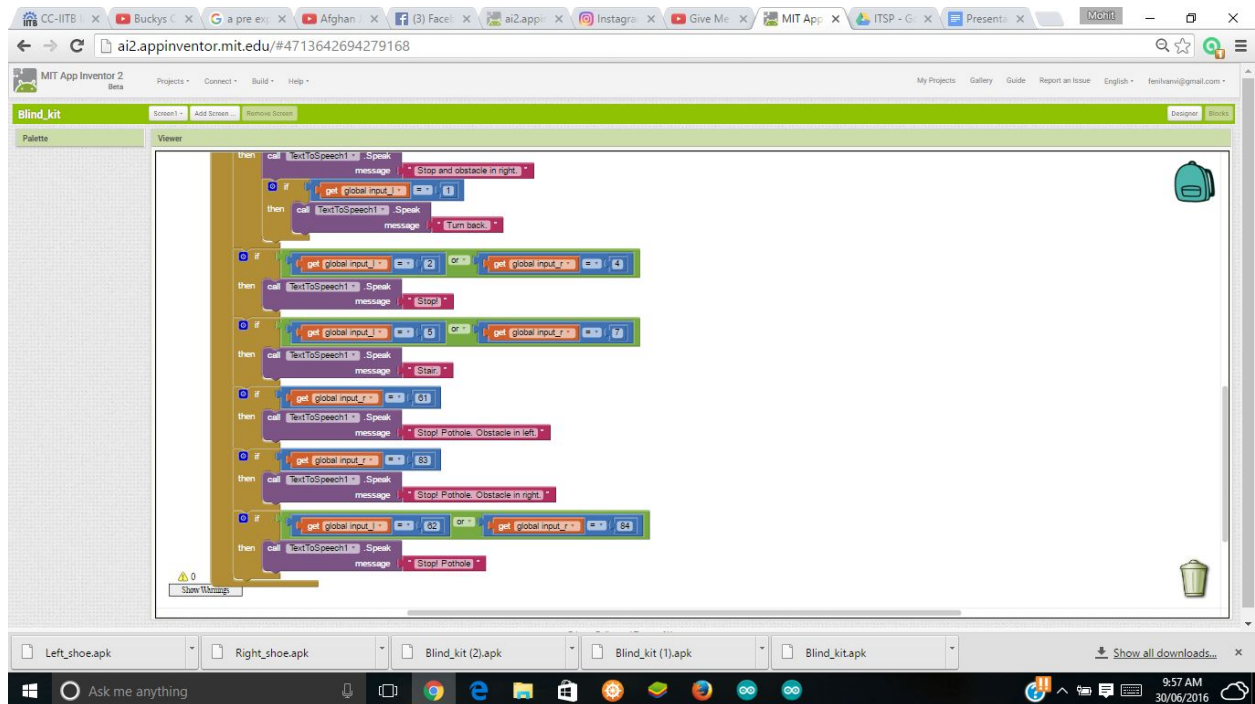 CC-IITB
Buckys C
G a pre exp
Afghan
(3) Faceb
ai2.appin
Instagra
Give Me
MIT App
ITSP - G
Presenta
Mohit
ai2.appinventor.mit.edu/#4713642694279168
MIT App Inventor 2
Beta
Projects
Connect
Build
Help
My Projects
Gallery
Guide
Report an Issue
English
fenilvanvi@gmail.com
Blind_kit
Screen1
Add Screen ...
Remove Screen
Designer
Blocks
Palette
Viewer
then call TextToSpeech1 .Speak
message " Stop and obstacle in right. "
if get global input_l = 1
then call TextToSpeech1 .Speak
message " Turn back. "
if get global input_l = 2 or get global input_r = 4
then call TextToSpeech1 .Speak
message " Stop! "
if get global input_l = 5 or get global input_r = 7
then call TextToSpeech1 .Speak
message " Stair. "
if get global input_r = 61
then call TextToSpeech1 .Speak
message " Stop! Pothole. Obstacle in left. "
if get global input_r = 83
then call TextToSpeech1 .Speak
message " Stop! Pothole. Obstacle in right. "
if get global input_l = 62 or get global input_r = 84
then call TextToSpeech1 .Speak
message " Stop! Pothole "
0
Show Warnings
Left_shoe.apk
Right_shoe.apk
Blind_kit (2).apk
Blind_kit (1).apk
Blind_kit.apk
Show all downloads...
Ask me anything
9:57 AM
30/06/2016